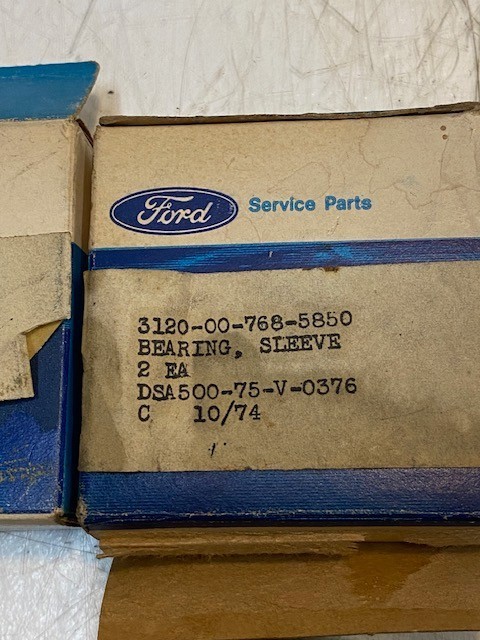 Ford Service Parts
3120-00-768-5850
BEARING, SLEEVE
2 EA
DSA500-75-V-0376
C 10/74